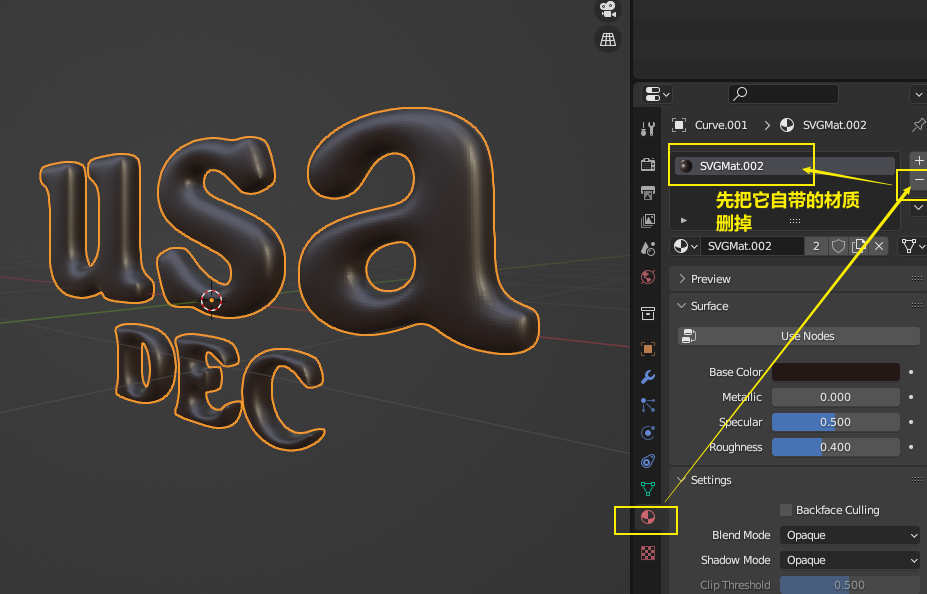 usa
DEC
Curve.001 > SVGMat.002
SVGMat.002
先把它自带的材质
删掉
SVGMat.002 2
Preview
Surface
Use Nodes
Base Color
Metallic 0.000
Specular 0.500
Roughness 0.400
Settings
Backface Culling
Blend Mode Opaque
Shadow Mode Opaque
Clip Threshold 0.500